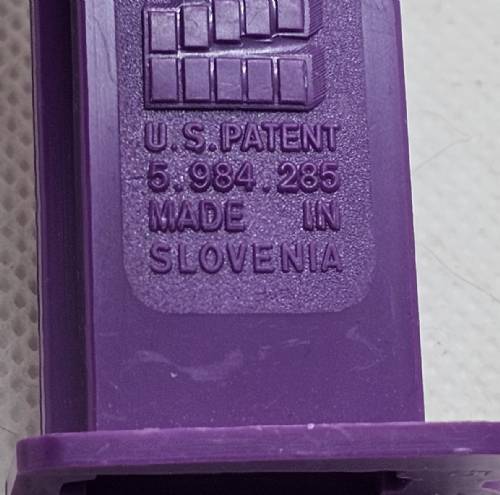 U.S.PATENT
5.984.285
MADE IN
SLOVENIA